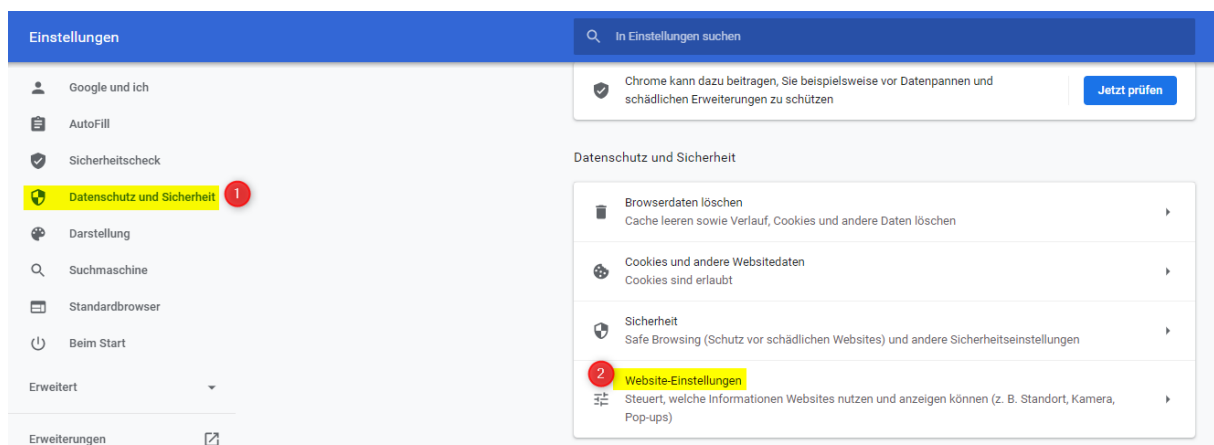 Einstellungen
In Einstellungen suchen
Google und ich
AutoFill
Sicherheitscheck
Datenschutz und Sicherheit
1
Darstellung
Suchmaschine
Standardbrowser
Beim Start
Erweitert
Erweiterungen
Chrome kann dazu beitragen, Sie beispielsweise vor Datenpannen und
schädlichen Erweiterungen zu schützen
Jetzt prüfen
Datenschutz und Sicherheit
Browserdaten löschen
Cache leeren sowie Verlauf, Cookies und andere Daten löschen
Cookies und andere Websitedaten
Cookies sind erlaubt
Sicherheit
Safe Browsing (Schutz vor schädlichen Websites) und andere Sicherheitseinstellungen
2
Website-Einstellungen
Steuert, welche Informationen Websites nutzen und anzeigen können (z. B. Standort, Kamera,
Pop-ups)